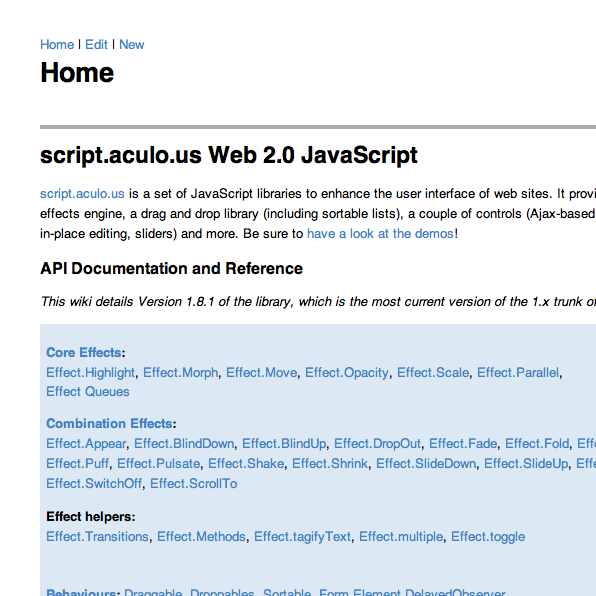 Home | Edit | New
Home
script.aculo.us Web 2.0 JavaScript
script.aculo.us is a set of JavaScript libraries to enhance the user interface of web sites. It provi
effects engine, a drag and drop library (including sortable lists), a couple of controls (Ajax-based
in-place editing, sliders) and more. Be sure to have a look at the demos!
API Documentation and Reference
This wiki details Version 1.8.1 of the library, which is the most current version of the 1.x trunk of
Core Effects:
Effect.Highlight, Effect.Morph, Effect.Move, Effect.Opacity, Effect.Scale, Effect.Parallel,
Effect Queues
Combination Effects:
Effect.Appear, Effect.BlindDown, Effect.BlindUp, Effect.DropOut, Effect.Fade, Effect.Fold, Eff
Effect.Puff, Effect.Pulsate, Effect.Shake, Effect.Shrink, Effect.SlideDown, Effect.SlideUp, Effe
Effect.SwitchOff, Effect.ScrollTo
Effect helpers:
Effect.Transitions, Effect.Methods, Effect.tagifyText, Effect.multiple, Effect.toggle
Behaviours: Draggable, Droppables, Sortable, Form.Element.DelayedObserver